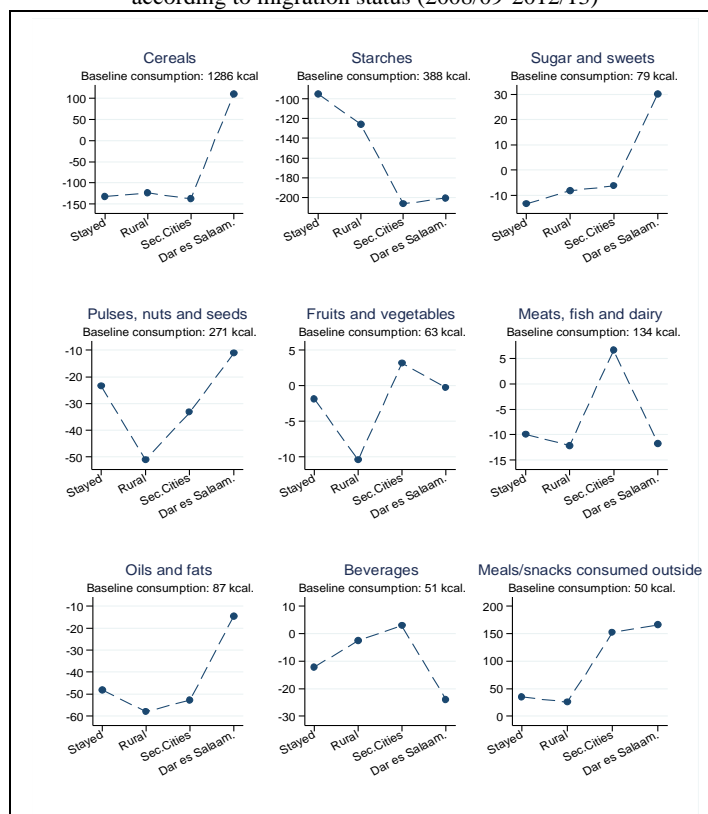 according to migration status (2008/09-2012/13)
Cereals
Baseline consumption: 1286 kcal
100
50
0
-50
-100
-150
Stayed
Rural
Sec.Cities
Dar es Salaam.
Starches
Baseline consumption: 388 kcal.
-100
-120
-140
-160
-180
-200
Stayed
Rural
Sec.Cities
Dar es Salaam.
Sugar and sweets
Baseline consumption: 79 kcal.
30
20
10
0
-10
Stayed
Rural
Sec.Cities
Dar es Salaam.
Pulses, nuts and seeds
Baseline consumption: 271 kcal.
-10
-20
-30
-40
-50
Stayed
Rural
Sec.Cities
Dar es Salaam.
Fruits and vegetables
Baseline consumption: 63 kcal.
5
0
-5
-10
Stayed
Rural
Sec.Cities
Dar es Salaam.
Meats, fish and dairy
Baseline consumption: 134 kcal.
5
0
-5
-10
-15
Stayed
Rural
Sec.Cities
Dar es Salaam.
Oils and fats
Baseline consumption: 87 kcal.
-10
-20
-30
-40
-50
-60
Stayed
Rural
Sec.Cities
Dar es Salaam.
Beverages
Baseline consumption: 51 kcal.
10
0
-10
-20
-30
Stayed
Rural
Sec.Cities
Dar es Salaam.
Meals/snacks consumed outside
Baseline consumption: 50 kcal.
200
150
100
50
0
Stayed
Rural
Sec.Cities
Dar es Salaam.